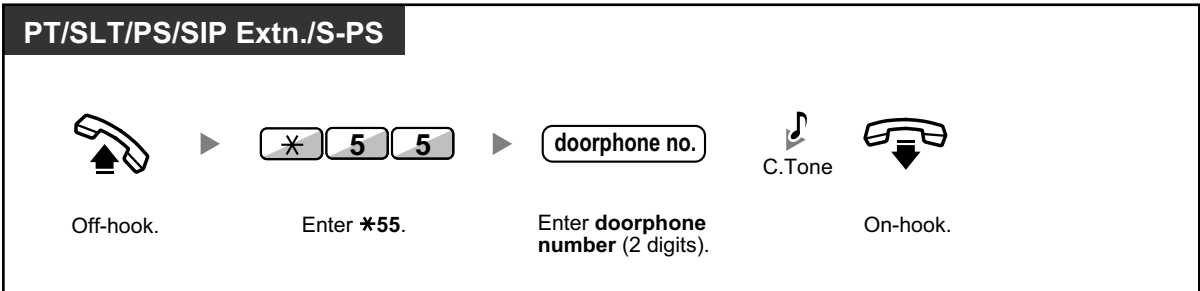 PT/SLT/PS/SIP Extn./S-PS
* 5 5
doorphone no.
C.Tone
Off-hook.
Enter *55.
Enter doorphone
number (2 digits).
On-hook.